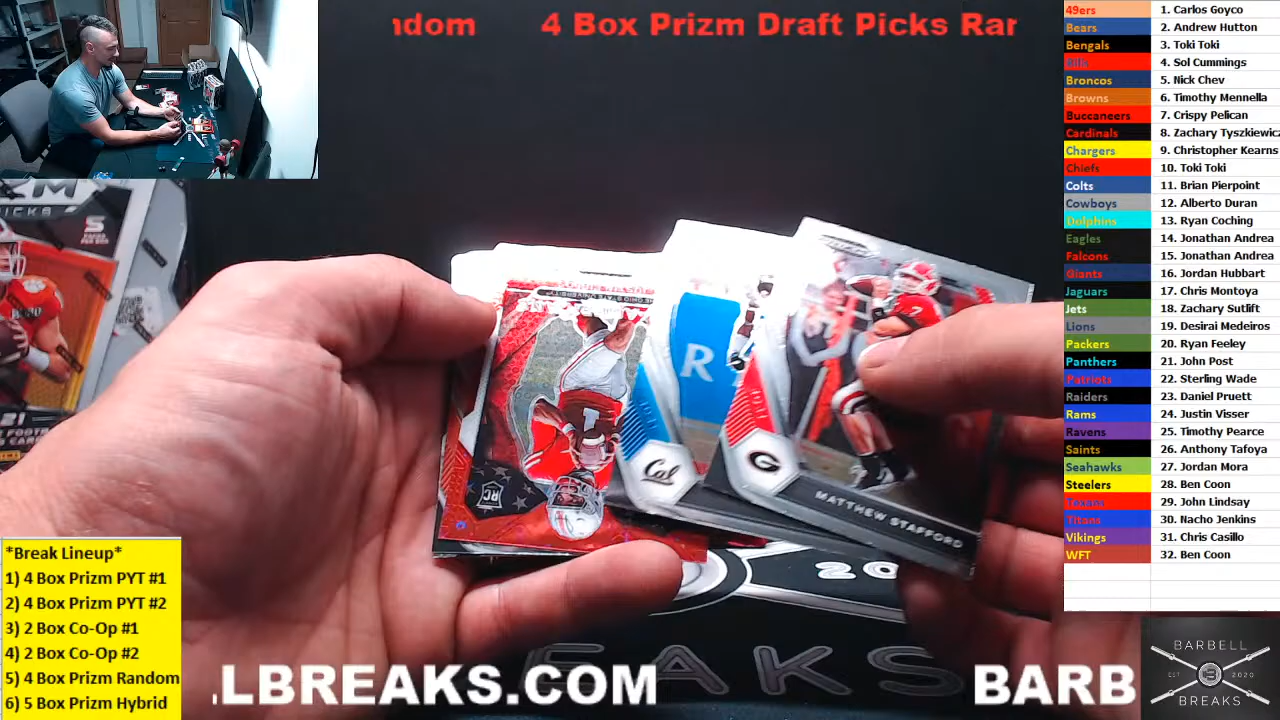 dom 4 Box Prizm Draft Picks Rar
49ers 1. Carlos Goyco
Bears 2. Andrew Hutton
Bengals 3. Toki Toki
Bills 4. Sol Cummings
Broncos 5. Nick Chev
Browns 6. Timothy Mennella
Buccaneers 7. Crispy Pelican
Cardinals 8. Zachary Tyszkiewicz
Chargers 9. Christopher Kearns
Chiefs 10. Toki Toki
Colts 11. Brian Pierpoint
Cowboys 12. Alberto Duran
Dolphins 13. Ryan Coching
Eagles 14. Jonathan Andrea
Falcons 15. Jonathan Andrea
Giants 16. Jordan Hubbart
Jaguars 17. Chris Montoya
Jets 18. Zachary Sutlift
Lions 19. Desirai Medeiros
Packers 20. Ryan Feeley
Panthers 21. John Post
Patriots 22. Sterling Wade
Raiders 23. Daniel Pruett
Rams 24. Justin Visser
Ravens 25. Timothy Pearce
Saints 26. Anthony Tafoya
Seahawks 27. Jordan Mora
Steelers 28. Ben Coon
Texans 29. John Lindsay
Titans 30. Nacho Jenkins
Vikings 31. Chris Casillo
WFT 32. Ben Coon
PICKS
5
R
Cal
G
RC
MATTHEW STAFFORD
20
EAKS
*Break Lineup*
1) 4 Box Prizm PYT #1
2) 4 Box Prizm PYT #2
3) 2 Box Co-Op #1
4) 2 Box Co-Op #2
5) 4 Box Prizm Random
6) 5 Box Prizm Hybrid
.LBREAKS.COM BARB
BARBELL
EST 2020
B
BREAKS